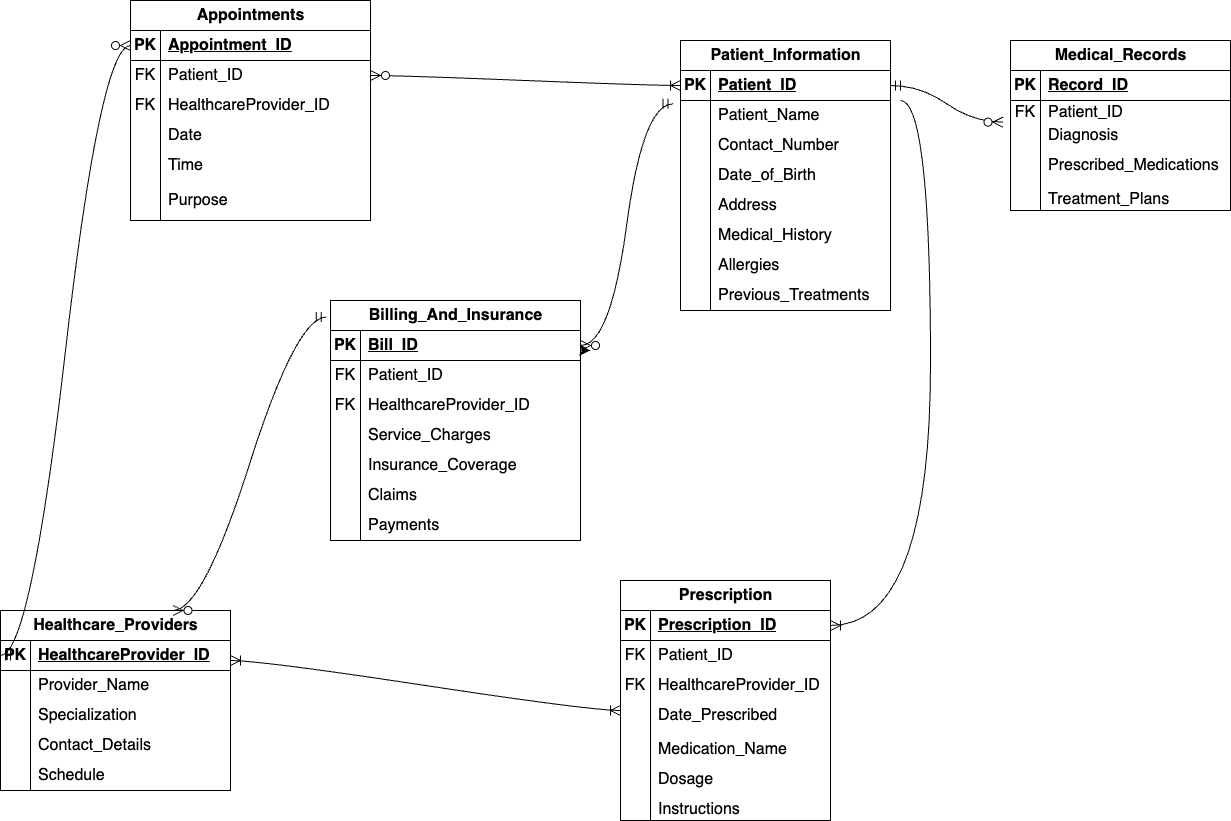 Appointments
PK Appointment_ID
FK Patient_ID
FK HealthcareProvider_ID
Date
Time
Purpose
Patient_Information
PK Patient_ID
Patient_Name
Contact_Number
Date_of_Birth
Address
Medical_History
Allergies
Previous_Treatments
Medical_Records
PK Record_ID
FK Patient_ID
Diagnosis
Prescribed_Medications
Treatment_Plans
Billing_And_Insurance
PK Bill_ID
FK Patient_ID
FK HealthcareProvider_ID
Service_Charges
Insurance_Coverage
Claims
Payments
Healthcare_Providers
PK HealthcareProvider_ID
Provider_Name
Specialization
Contact_Details
Schedule
Prescription
PK Prescription_ID
FK Patient_ID
FK HealthcareProvider_ID
Date_Prescribed
Medication_Name
Dosage
Instructions